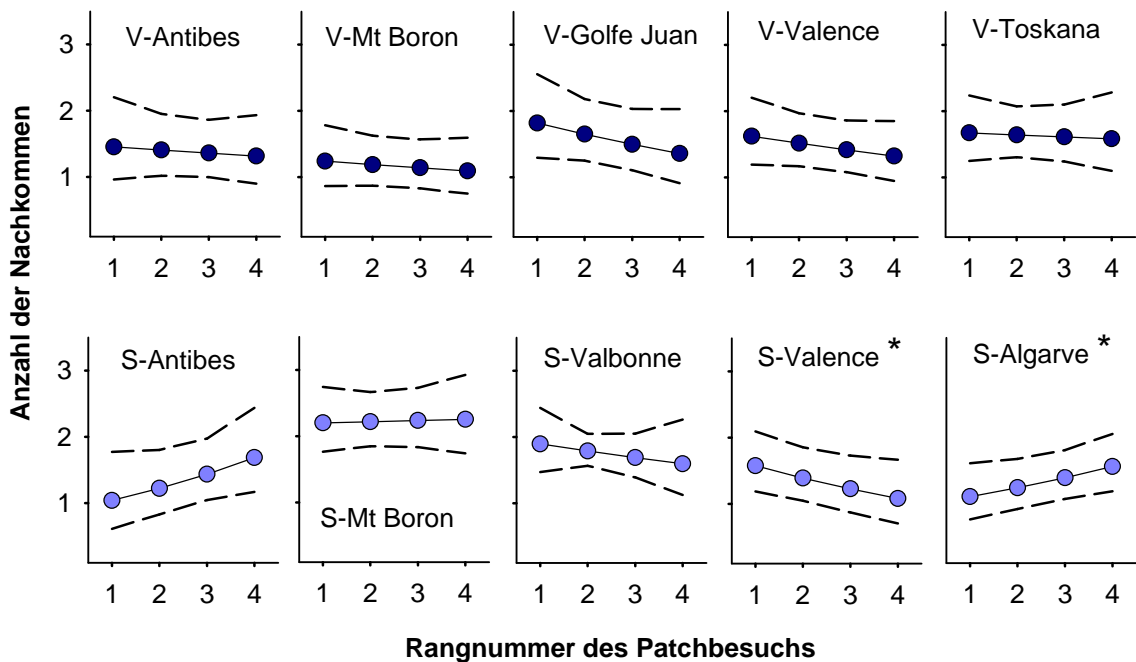 V-Antibes V-Mt Boron V-Golfe Juan V-Valence V-Toskana
3
2
1
1 2 3 4 1 2 3 4 1 2 3 4 1 2 3 4 1 2 3 4
Anzahl der Nachkommen
S-Antibes S-Valbonne S-Valence * S-Algarve *
3
2
1
S-Mt Boron
1 2 3 4 1 2 3 4 1 2 3 4 1 2 3 4 1 2 3 4
Rangnummer des Patchbesuchs